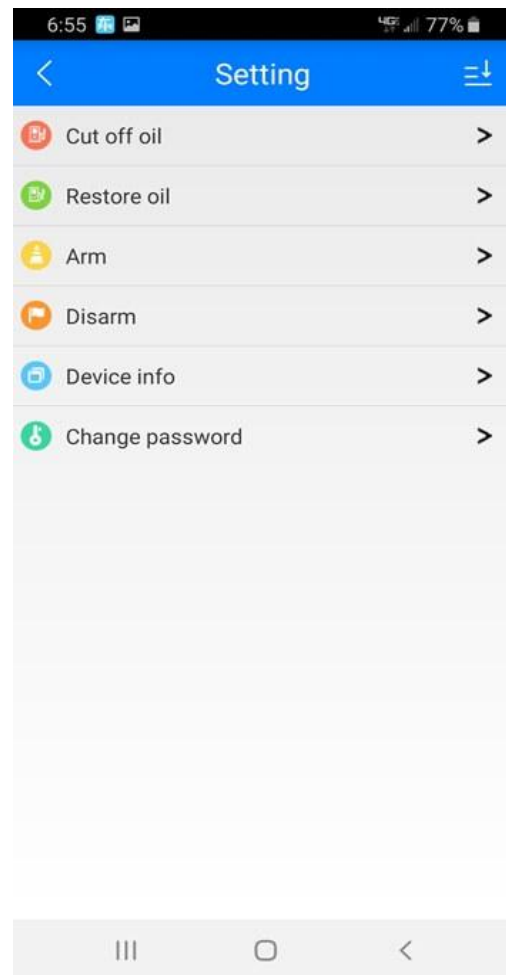 6:55 77%
Setting
Cut off oil
Restore oil
Arm
Disarm
Device info
Change password